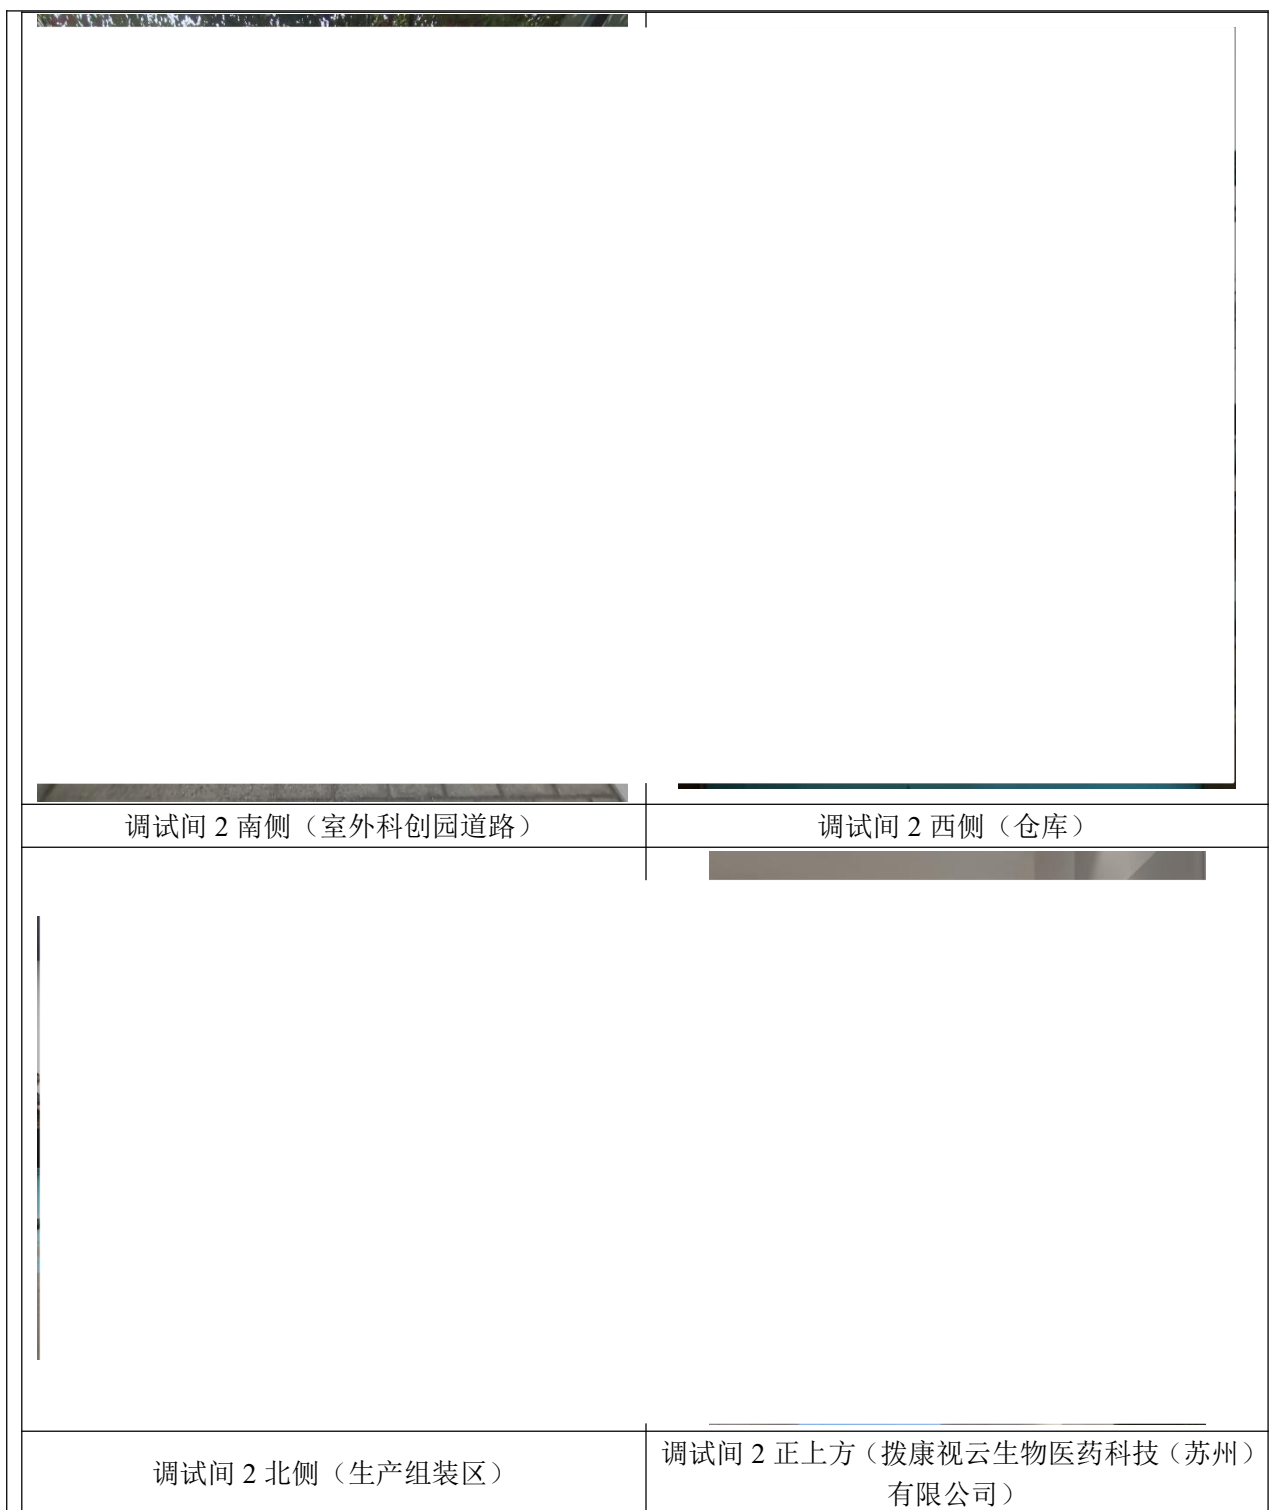 调试间 2 南侧（室外科创园道路）
调试间 2 西侧（仓库）
调试间 2 北侧（生产组装区）
调试间 2 正上方（拨康视云生物医药科技（苏州）
有限公司）